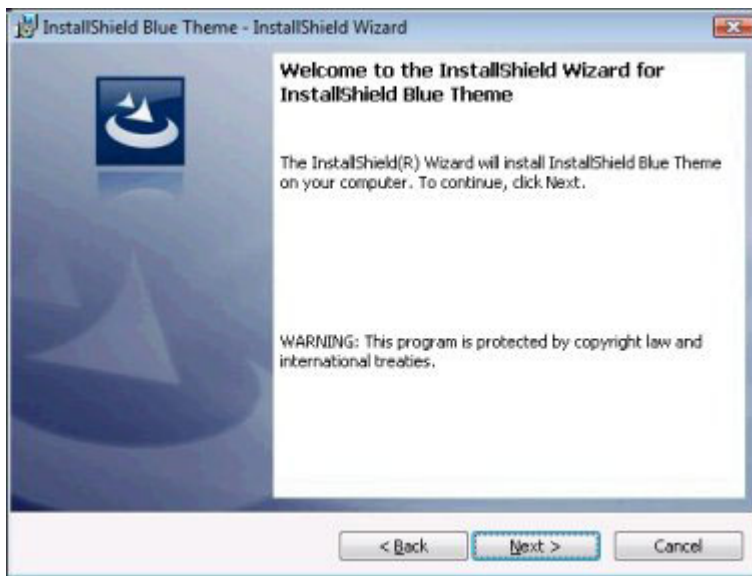 InstallShield Blue Theme - InstallShield Wizard
Welcome to the InstallShield Wizard for
InstallShield Blue Theme
The InstallShield(R) Wizard will install InstallShield Blue Theme
on your computer. To continue, click Next.
WARNING: This program is protected by copyright law and
international treaties.
< Back
Next >
Cancel